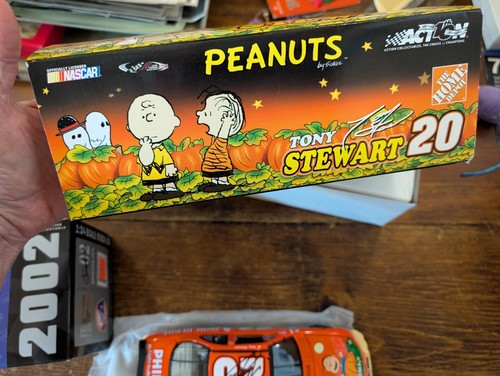 OFFICIALLY LICENSED
NASCAR
PEANUTS
by Schulz
ACTION
ACTION COLLECTABLES, THE CHOICE OF CHAMPIONS
THE
HOME
DEPOT
TONY
STEWART 20
2002